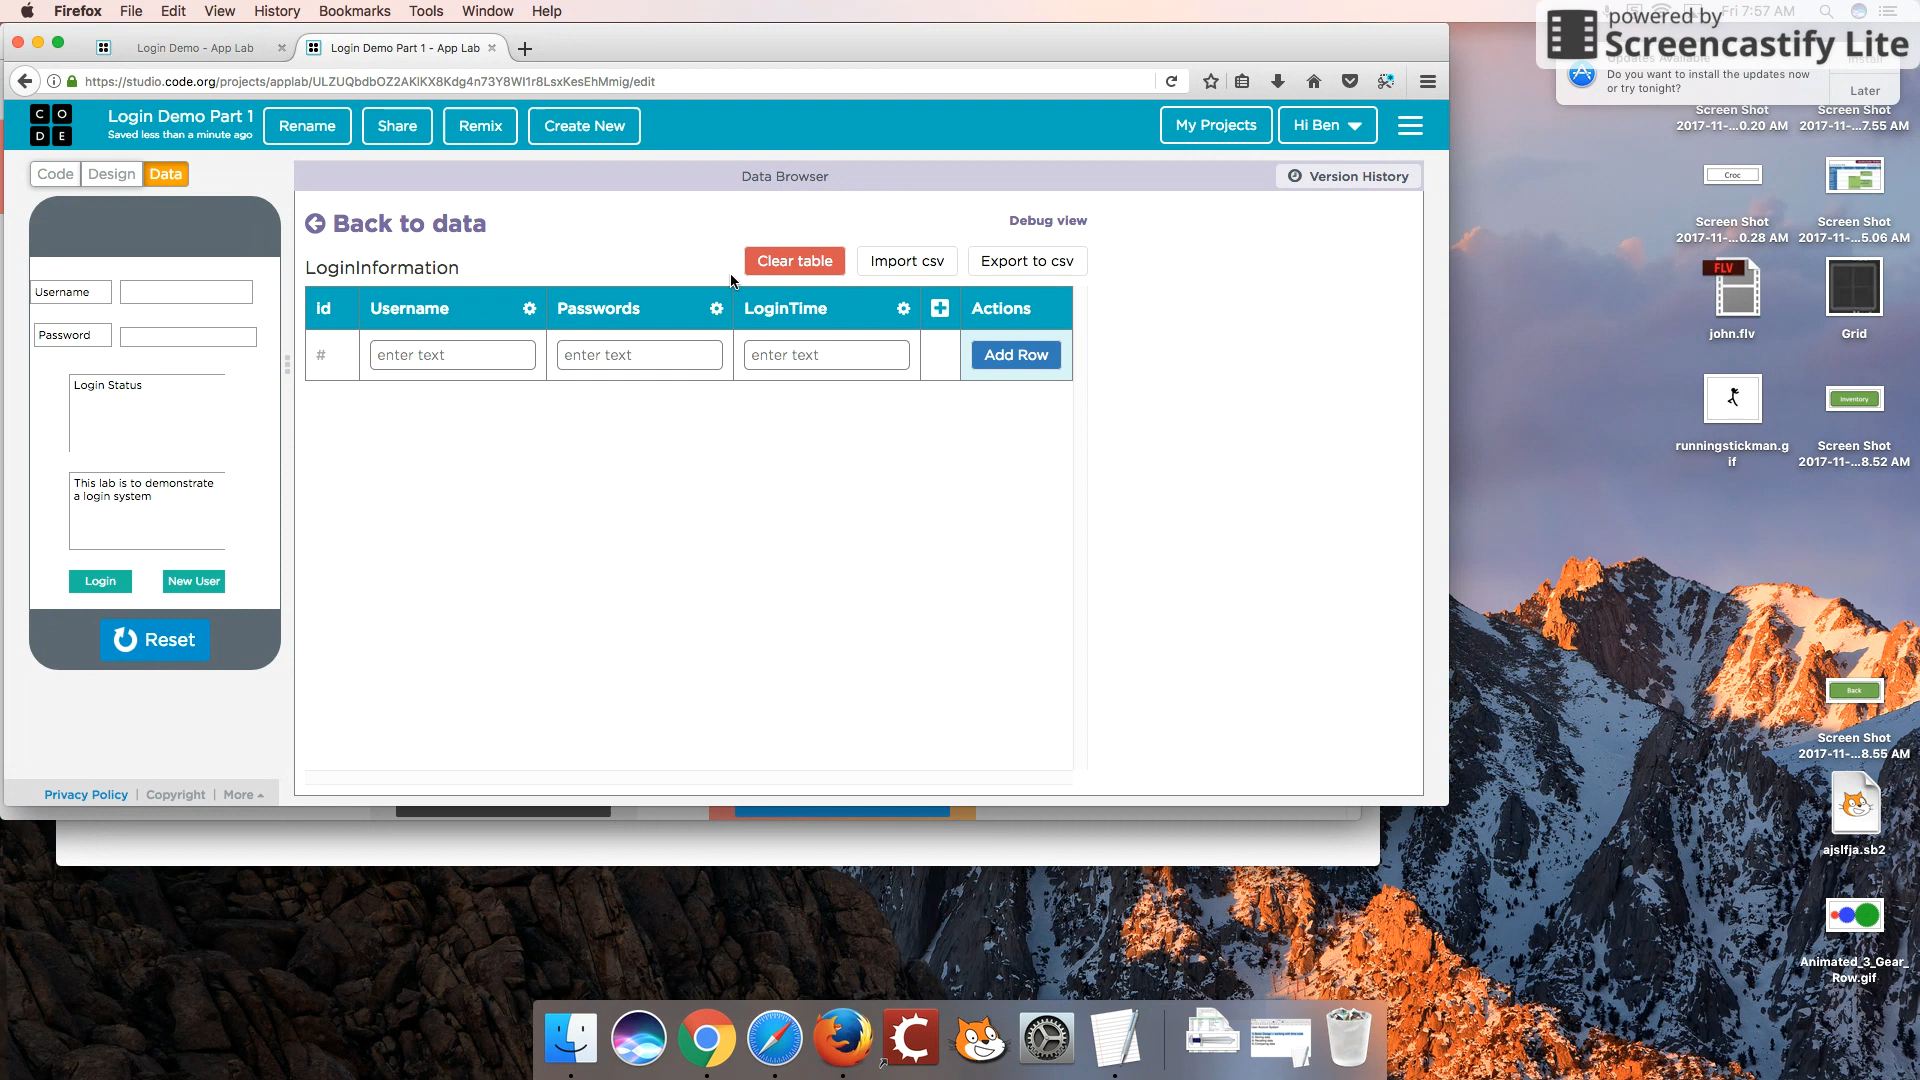 Firefox File Edit View History Bookmarks Tools Window Help
Fri 7:57 AM
powered by
Screencastify Lite
Updates Available
Do you want to install the updates now
or try tonight?
Install
Later
Login Demo - App Lab
Login Demo Part 1 - App Lab
https://studio.code.org/projects/applab/ULZUQbdbOZ2AKlKX8Kdg4n73Y8WI1r8LsxKesEhMmig/edit
C O
D E
Login Demo Part 1
Saved less than a minute ago
Rename
Share
Remix
Create New
My Projects
Hi Ben
Code Design Data
Data Browser
Version History
Back to data
Debug view
LoginInformation
Clear table
Import csv
Export to csv
id Username Passwords LoginTime Actions
# enter text enter text enter text Add Row
Username
Password
Login Status
This lab is to demonstrate
a login system
Login
New User
Reset
Privacy Policy | Copyright | More
Screen Shot
2017-11-...0.20 AM
Screen Shot
2017-11-...7.55 AM
Croc
Screen Shot
2017-11-...0.28 AM
Screen Shot
2017-11-...5.06 AM
FLV
john.flv
Grid
Inventory
runningstickman.g
if
Screen Shot
2017-11-...8.52 AM
Back
Screen Shot
2017-11-...8.55 AM
ajslfja.sb2
Animated_3_Gear_
Row.gif